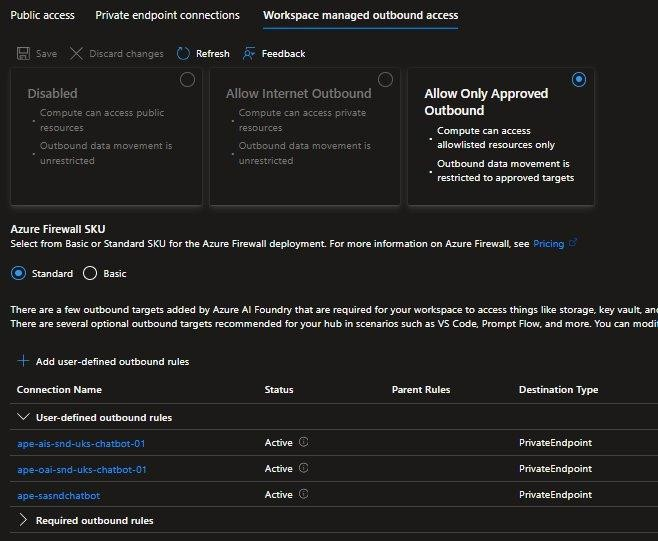 Public access Private endpoint connections Workspace managed outbound access
Save Discard changes Refresh Feedback
Disabled
• Compute can access public
resources
• Outbound data movement is
unrestricted
Allow Internet Outbound
• Compute can access private
resources
• Outbound data movement is
unrestricted
Allow Only Approved
Outbound
• Compute can access
allowlisted resources only
• Outbound data movement is
restricted to approved targets
Azure Firewall SKU
Select from Basic or Standard SKU for the Azure Firewall deployment. For more information on Azure Firewall, see Pricing
Standard Basic
There are a few outbound targets added by Azure AI Foundry that are required for your workspace to access things like storage, key vault, and
There are several optional outbound targets recommended for your hub in scenarios such as VS Code, Prompt Flow, and more. You can modif
+ Add user-defined outbound rules
Connection Name Status Parent Rules Destination Type
User-defined outbound rules
ape-ais-snd-uks-chatbot-01 Active PrivateEndpoint
ape-oai-snd-uks-chatbot-01 Active PrivateEndpoint
ape-sasndchatbot Active PrivateEndpoint
Required outbound rules